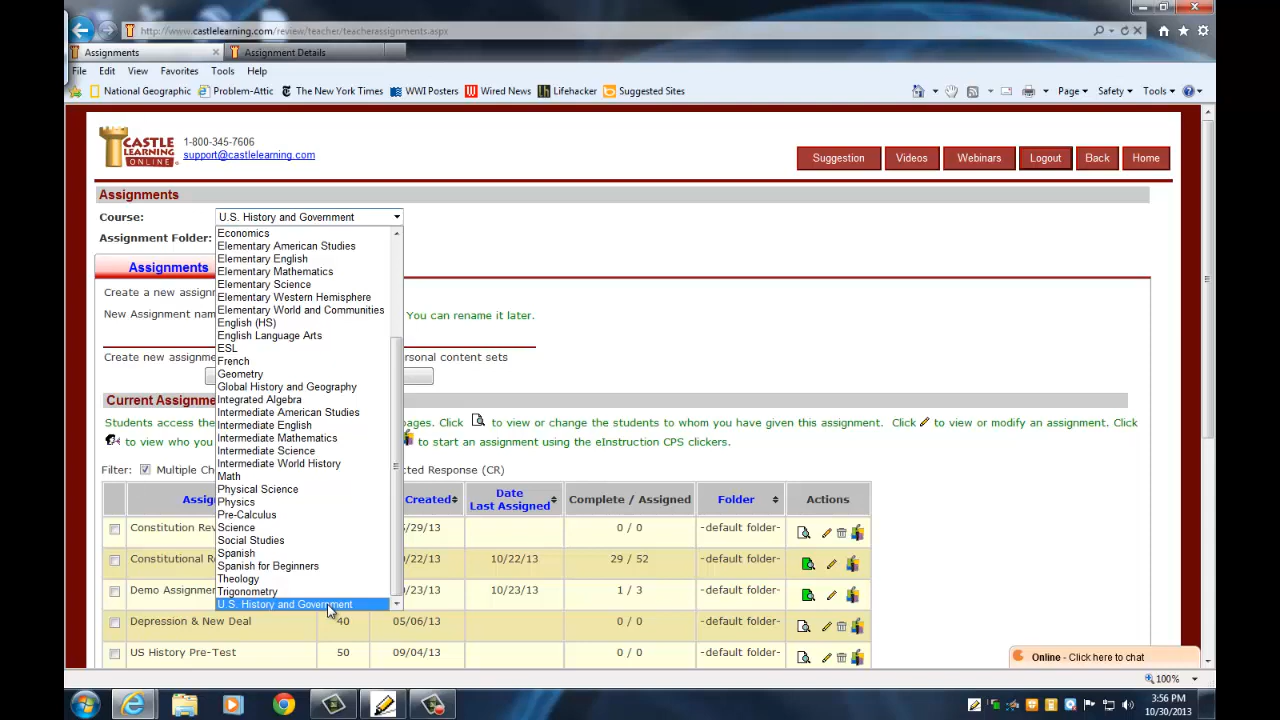 http://www.castlelearning.com/review/teacher/teacherassignments.aspx
Assignments
Assignment Details
File Edit View Favorites Tools Help
National Geographic Problem-Attic The New York Times WWI Posters Wired News Lifehacker Suggested Sites
Page Safety Tools
CASTLE
LEARNING
ONLINE
1-800-345-7606
support@castlelearning.com
Suggestion Videos Webinars Logout Back Home
Assignments
Course: U.S. History and Government
Assignment Folder:
Economics
Elementary American Studies
Elementary English
Elementary Mathematics
Elementary Science
Elementary Western Hemisphere
Elementary World and Communities
English (HS)
English Language Arts
ESL
French
Geometry
Global History and Geography
Integrated Algebra
Intermediate American Studies
Intermediate English
Intermediate Mathematics
Intermediate Science
Intermediate World History
Math
Physical Science
Physics
Pre-Calculus
Science
Social Studies
Spanish
Spanish for Beginners
Theology
Trigonometry
U.S. History and Government
Assignments
Create a new assignm
New Assignment nam You can rename it later.
Create new assignme ersonal content sets
Current Assignme
Students access the pages. Click to view or change the students to whom you have given this assignment. Click to view or modify an assignment. Click
to view who you to start an assignment using the eInstruction CPS clickers.
Filter: Multiple Ch cted Response (CR)
Assig Created Date Last Assigned Complete / Assigned Folder Actions
Constitution Rev /29/13 0 / 0 -default folder-
Constitutional R /22/13 10/22/13 29 / 52 -default folder-
Demo Assignme /23/13 10/23/13 1 / 3 -default folder-
Depression & New Deal 40 05/06/13 0 / 0 -default folder-
US History Pre-Test 50 09/04/13 0 / 0 -default folder-
Online - Click here to chat
100%
3:56 PM
10/30/2013